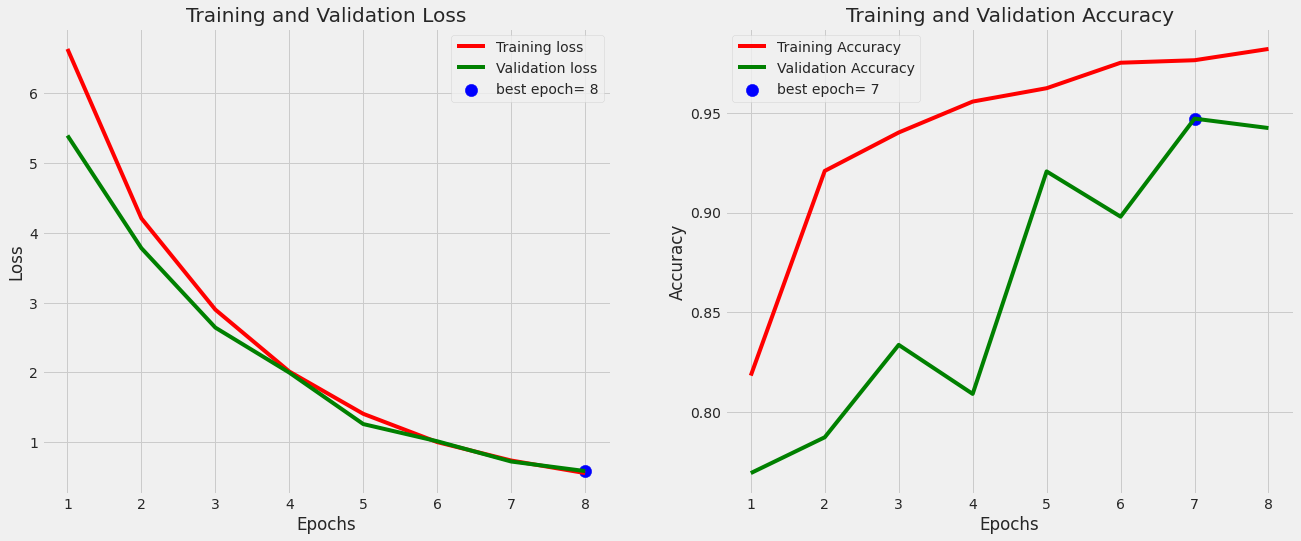 Training and Validation Loss
Training loss
Validation loss
best epoch= 8
6
5
4
3
2
1
Loss
1 2 3 4 5 6 7 8
Epochs
Training and Validation Accuracy
Training Accuracy
Validation Accuracy
best epoch= 7
0.95
0.90
0.85
0.80
Accuracy
1 2 3 4 5 6 7 8
Epochs